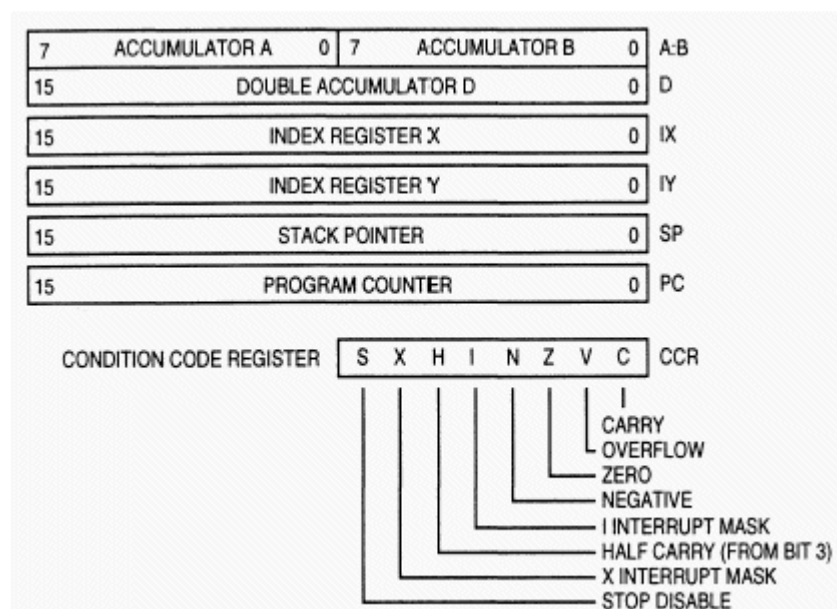 7 ACCUMULATOR A 0 7 ACCUMULATOR B 0 A:B
15 DOUBLE ACCUMULATOR D 0 D
15 INDEX REGISTER X 0 IX
15 INDEX REGISTER Y 0 IY
15 STACK POINTER 0 SP
15 PROGRAM COUNTER 0 PC
CONDITION CODE REGISTER S X H I N Z V C CCR
CARRY
OVERFLOW
ZERO
NEGATIVE
I INTERRUPT MASK
HALF CARRY (FROM BIT 3)
X INTERRUPT MASK
STOP DISABLE